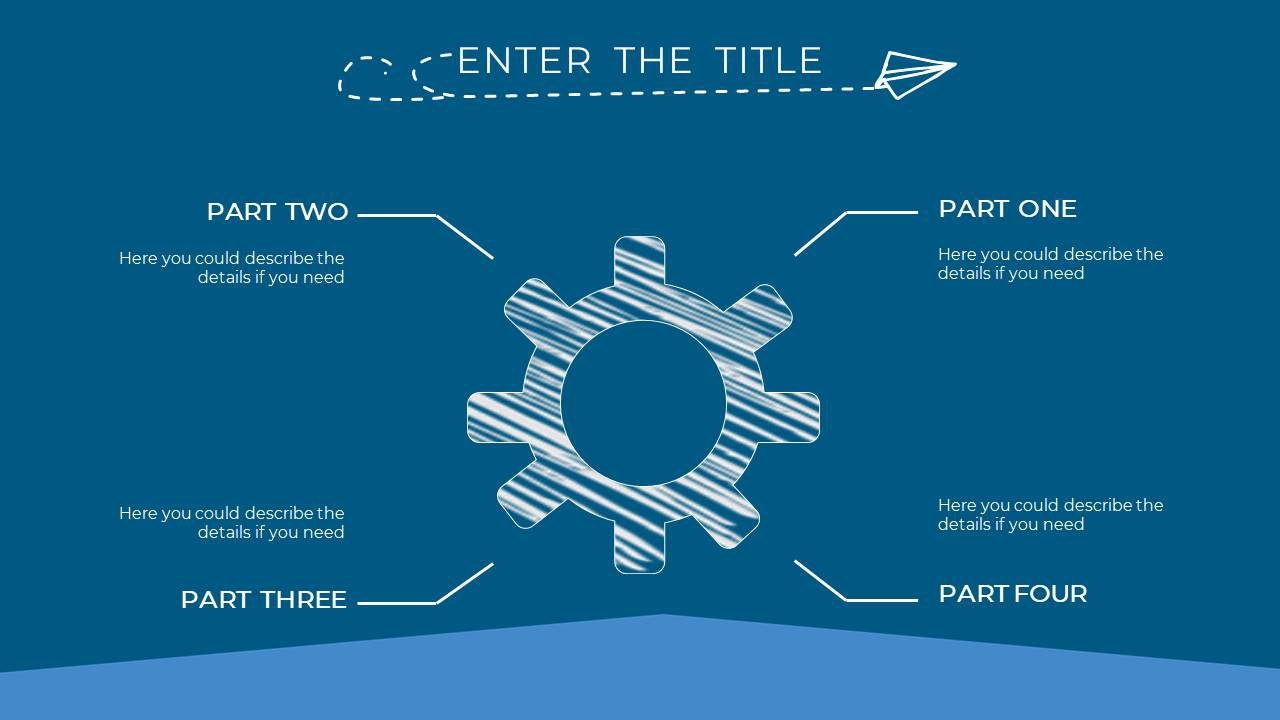 ENTER THE TITLE
PART TWO
Here you could describe the
details if you need
PART ONE
Here you could describe the
details if you need
Here you could describe the
details if you need
PART THREE
Here you could describe the
details if you need
PART FOUR